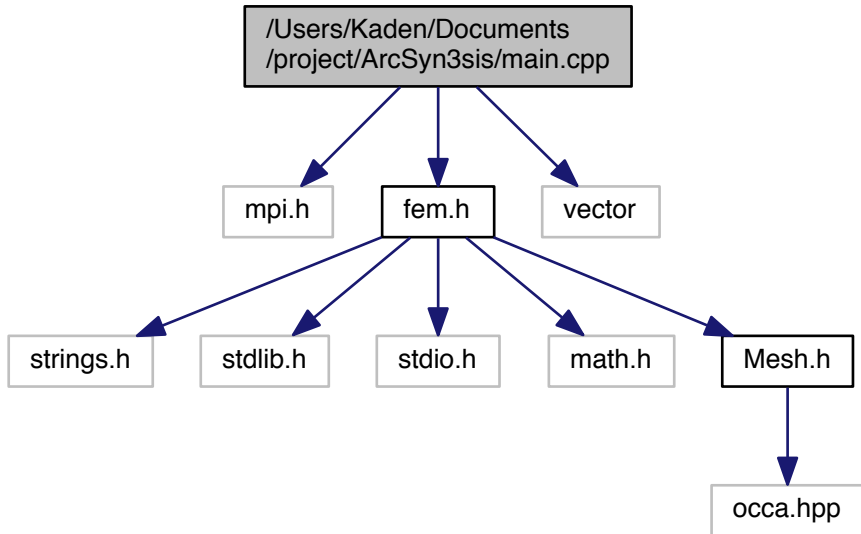 /Users/Kaden/Documents
/project/ArcSyn3sis/main.cpp
mpi.h
fem.h
vector
strings.h
stdlib.h
stdio.h
math.h
Mesh.h
occa.hpp